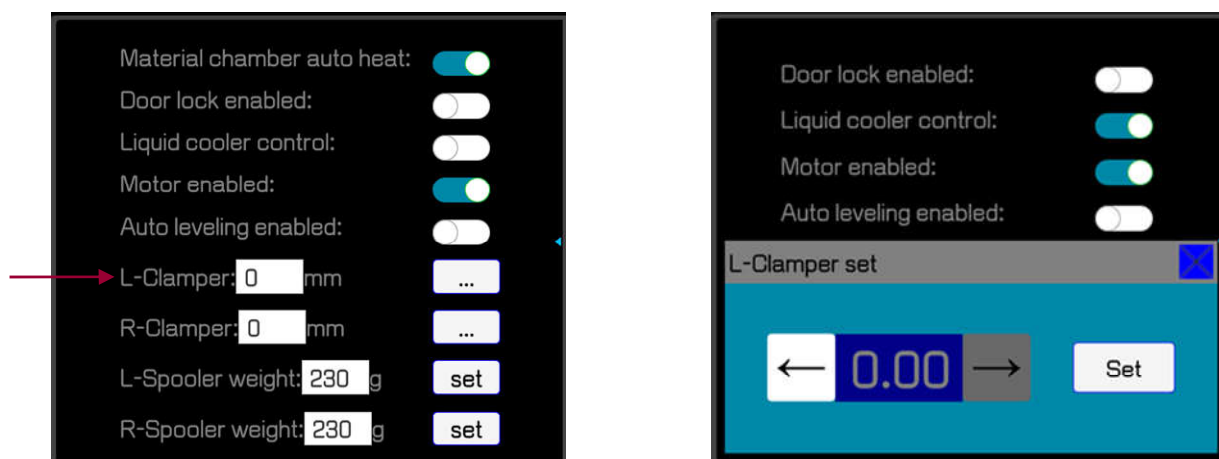 Material chamber auto heat:
Door lock enabled:
Liquid cooler control:
Motor enabled:
Auto leveling enabled:
L-Clamper: 0 mm ...
R-Clamper: 0 mm ...
L-Spooler weight: 230 g set
R-Spooler weight: 230 g set
Door lock enabled:
Liquid cooler control:
Motor enabled:
Auto leveling enabled:
L-Clamper set
← 0.00 → Set